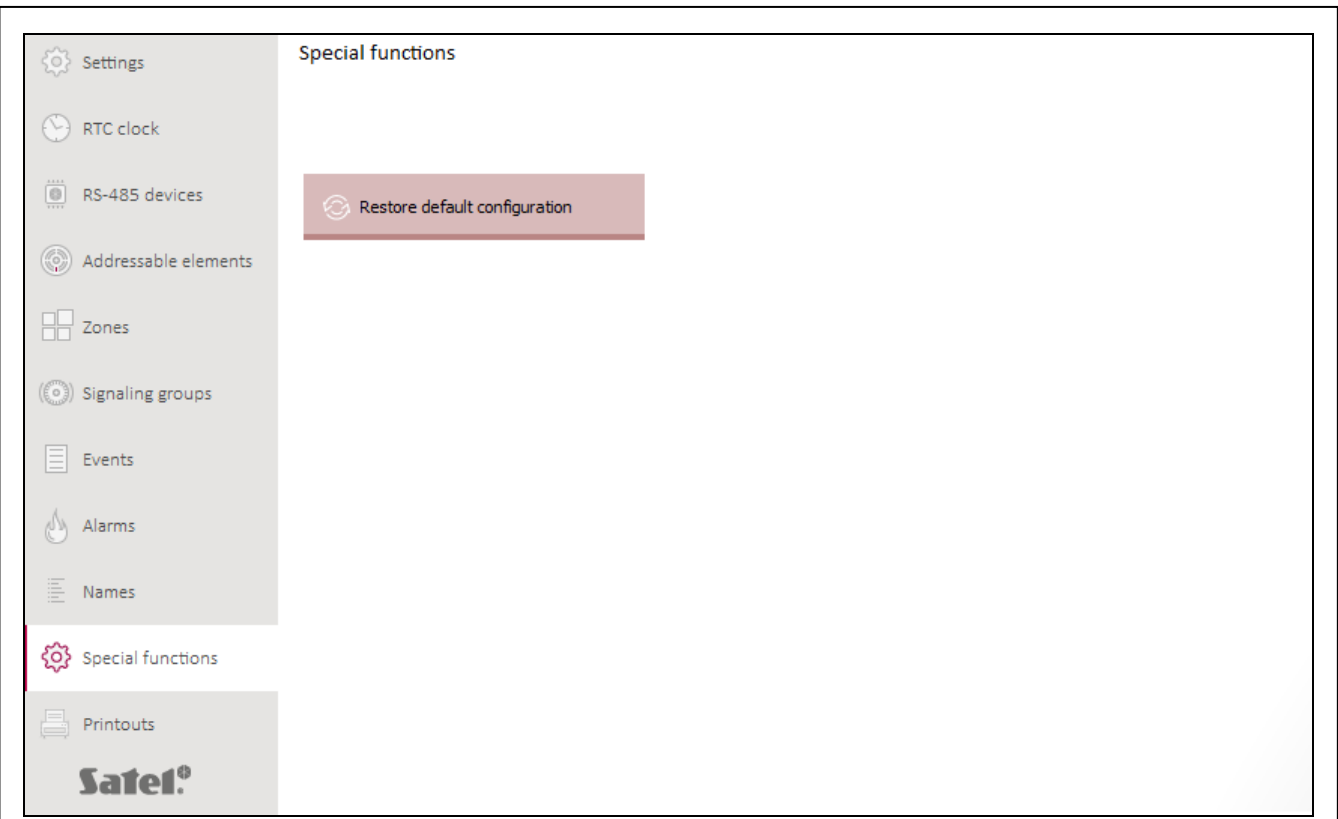 Settings
RTC clock
RS-485 devices
Addressable elements
Zones
Signaling groups
Events
Alarms
Names
Special functions
Printouts
Satel
Special functions
Restore default configuration